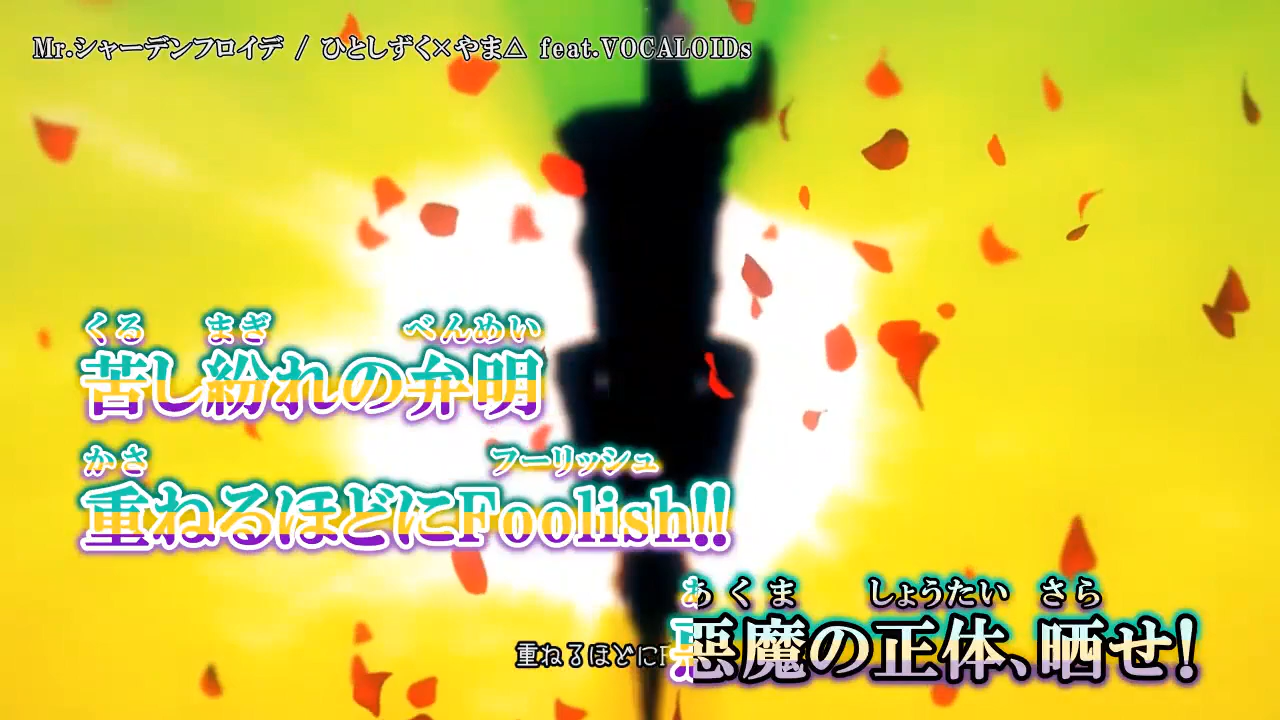 Mr.シャーデンフロイデ / ひとしずく×やま△ feat.VOCALOIDs
くる まぎ べんめい
苦し紛れの弁明
かさ フーリッシュ
重ねるほどにFoolish!!
あくま しょうたい さら
悪魔の正体、晒せ!
重ねるほどにF